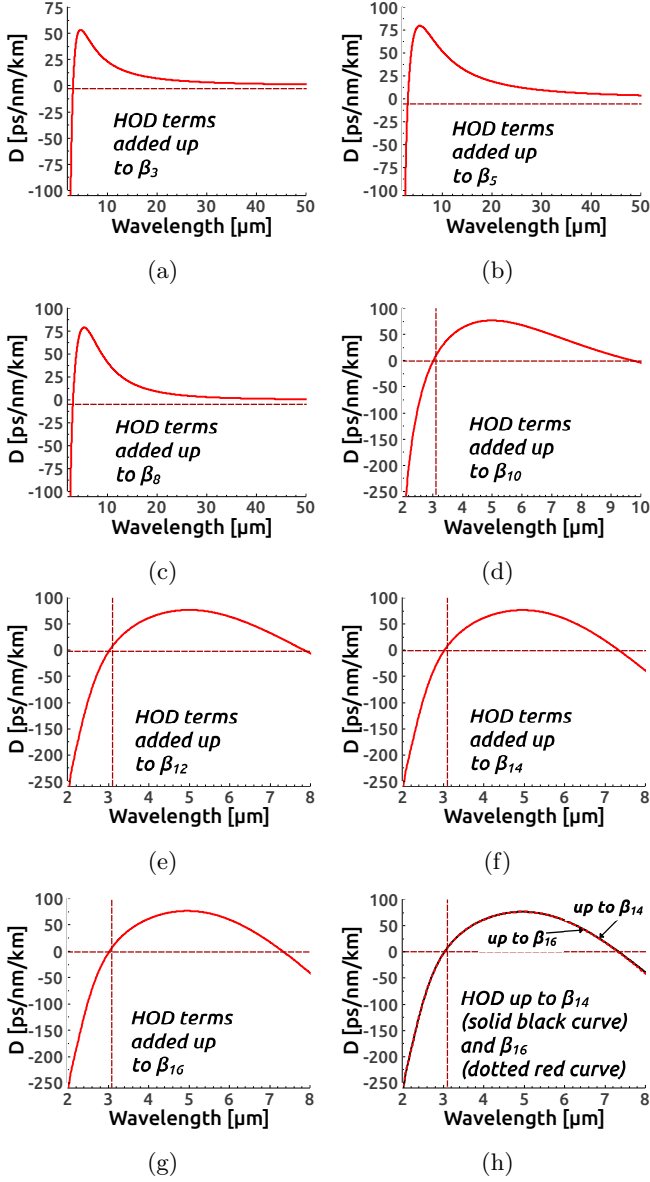 D [ps/nm/km]
100
75
50
25
0
-25
-50
-75
-100
HOD terms
added up
to β3
10 20 30 40 50
Wavelength [μm]
(a)
D [ps/nm/km]
100
75
50
25
0
-25
-50
-75
-100
HOD terms
added up
to β5
10 20 30 40 50
Wavelength [μm]
(b)
D [ps/nm/km]
100
75
50
25
0
-25
-50
-75
-100
HOD terms
added up
to β8
10 20 30 40 50
Wavelength [μm]
(c)
D [ps/nm/km]
100
50
0
-50
-100
-150
-200
-250
HOD terms
added up
to β10
2 3 4 5 6 7 8 9 10
Wavelength [μm]
(d)
D [ps/nm/km]
100
50
0
-50
-100
-150
-200
-250
HOD terms
added up
to β12
2 3 4 5 6 7 8
Wavelength [μm]
(e)
D [ps/nm/km]
100
50
0
-50
-100
-150
-200
-250
HOD terms
added up
to β14
2 3 4 5 6 7 8
Wavelength [μm]
(f)
D [ps/nm/km]
100
50
0
-50
-100
-150
-200
-250
HOD terms
added up
to β16
2 3 4 5 6 7 8
Wavelength [μm]
(g)
D [ps/nm/km]
100
50
0
-50
-100
-150
-200
-250
up to β14
up to β16
HOD up to β14
(solid black curve)
and β16
(dotted red curve)
2 3 4 5 6 7 8
Wavelength [μm]
(h)